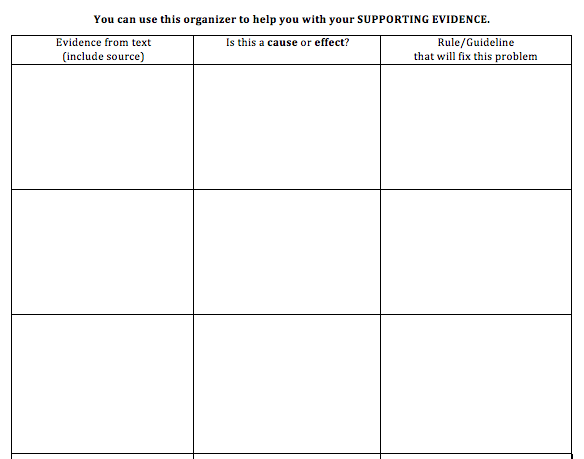 You can use this organizer to help you with your SUPPORTING EVIDENCE.
Evidence from text
(include source)
Is this a cause or effect?
Rule/Guideline
that will fix this problem